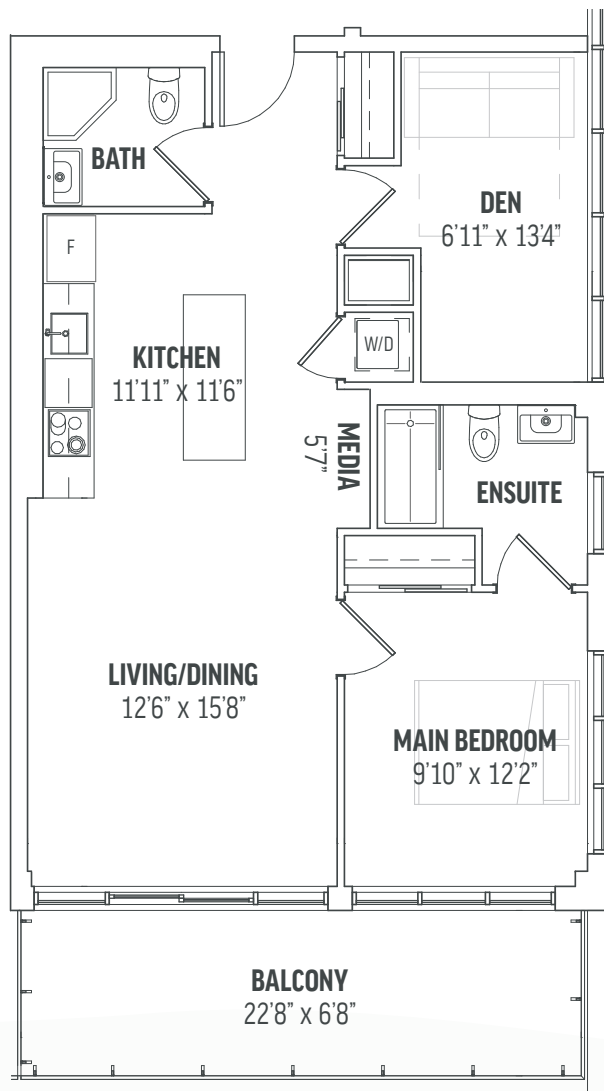 BATH
DEN
6'11" x 13'4"
F
W/D
KITCHEN
11'11" x 11'6"
MEDIA
5'7"
ENSUITE
LIVING/DINING
12'6" x 15'8"
MAIN BEDROOM
9'10" x 12'2"
BALCONY
22'8" x 6'8"